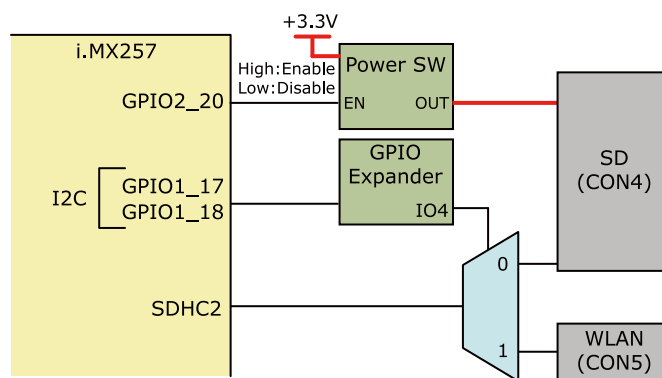 +3.3V
i.MX257
High:Enable
Low:Disable
Power SW
GPIO2_20
EN
OUT
GPIO
Expander
SD
(CON4)
I2C
GPIO1_17
GPIO1_18
IO4
0
SDHC2
1
WLAN
(CON5)